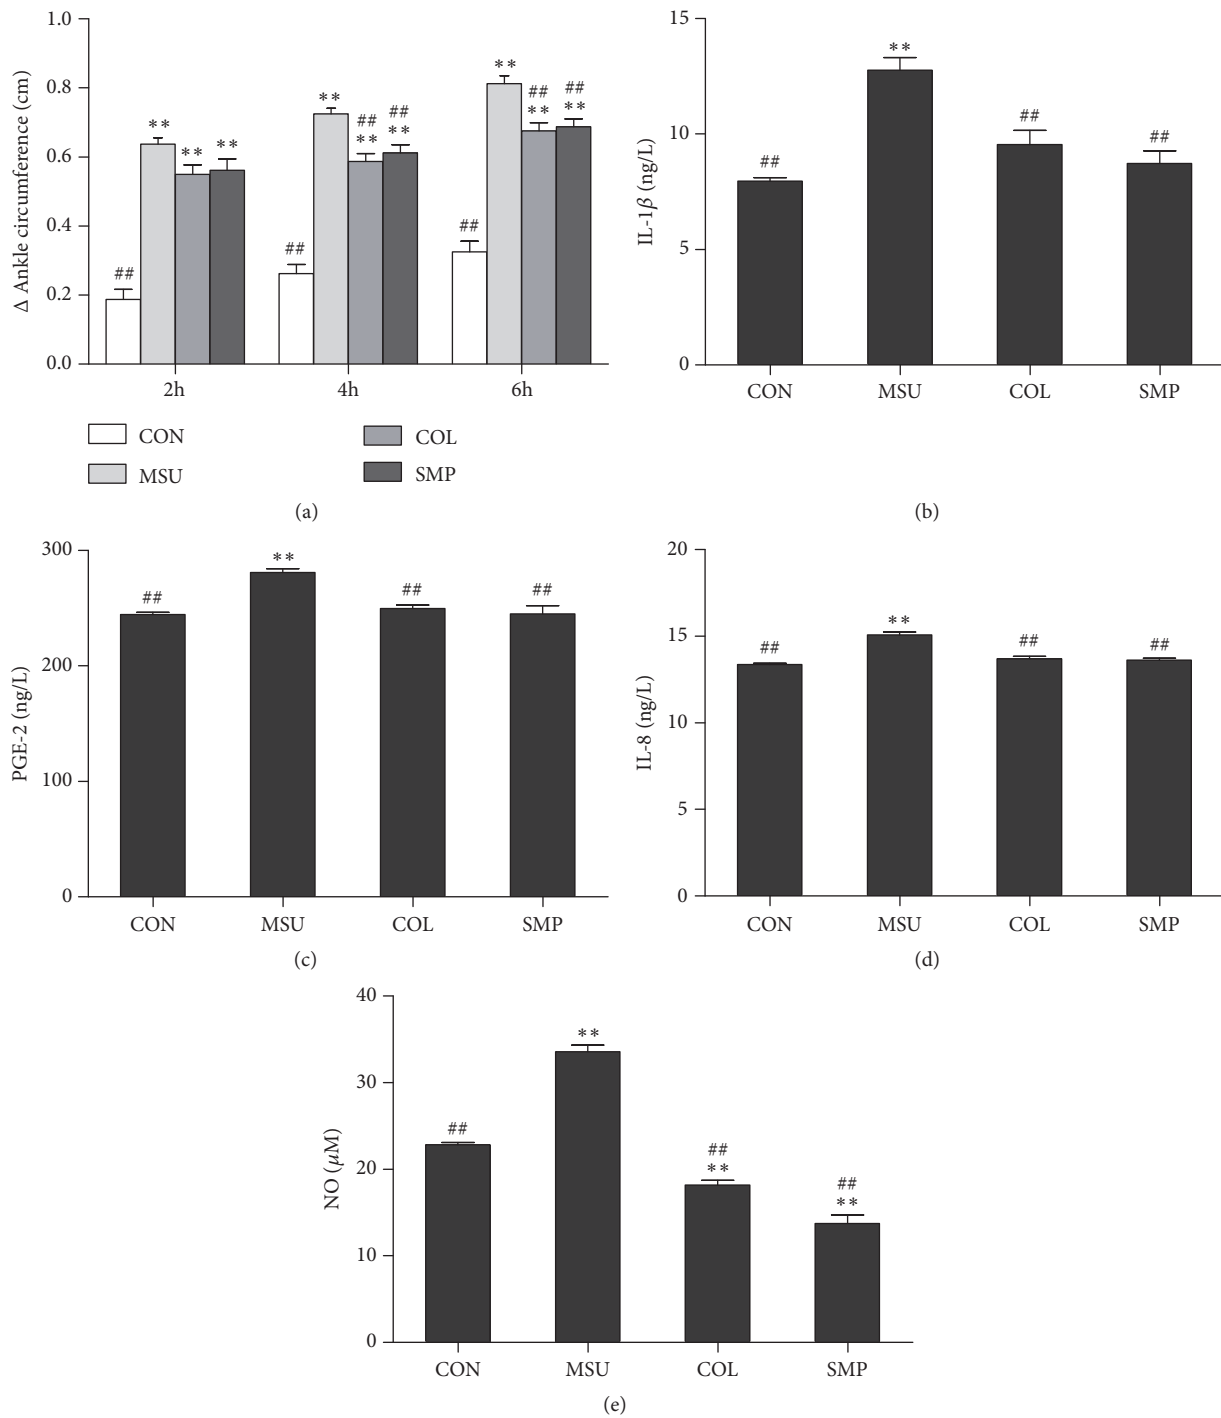 1.0
0.8
0.6
0.4
0.2
0.0
Δ Ankle circumference (cm)
##
**
**
**
##
**
##
**
##
**
##
**
##
**
##
**
2h
4h
6h
CON
COL
MSU
SMP
(a)
15
10
5
0
IL-1β (ng/L)
##
**
##
##
CON
MSU
COL
SMP
(b)
300
200
100
0
PGE-2 (ng/L)
##
**
##
##
CON
MSU
COL
SMP
(c)
20
15
10
5
0
IL-8 (ng/L)
##
**
##
##
CON
MSU
COL
SMP
(d)
40
30
20
10
0
NO (μM)
##
**
##
**
##
**
CON
MSU
COL
SMP
(e)